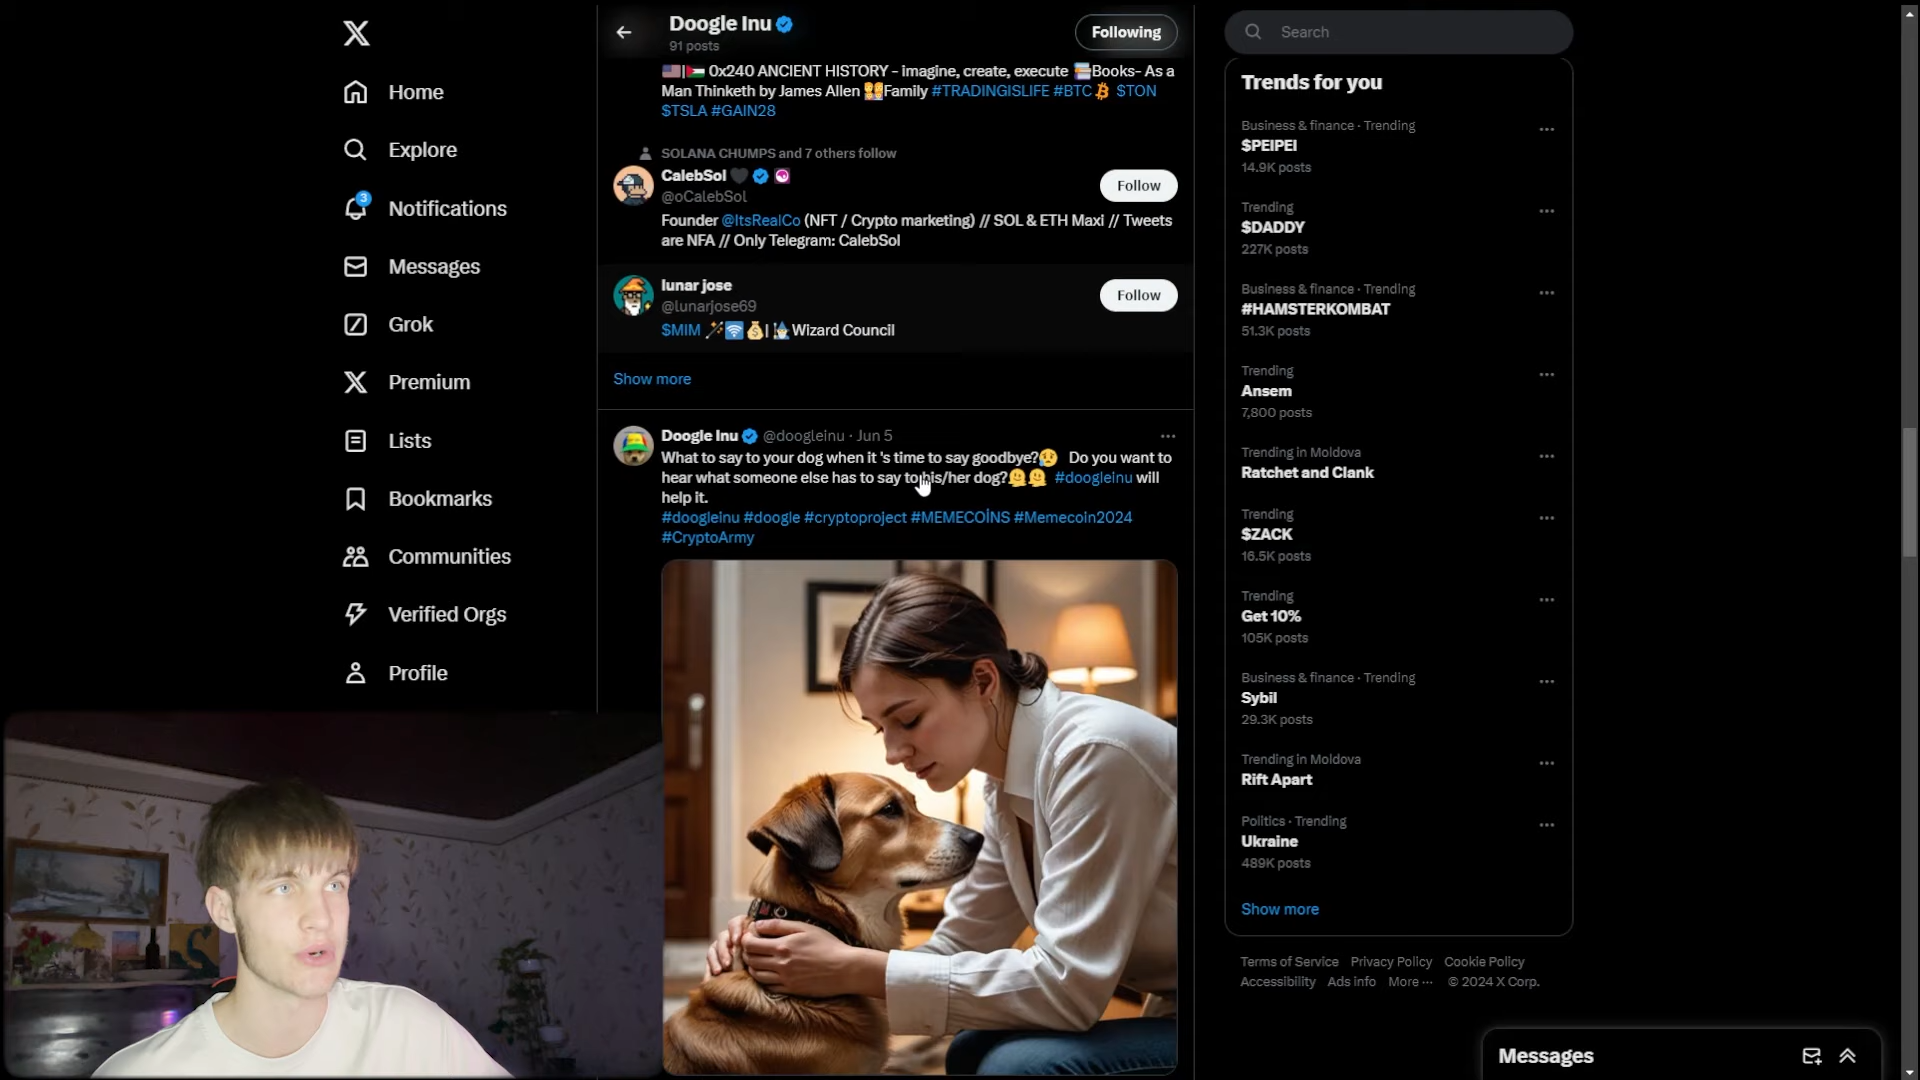 Home
Explore
3
Notifications
Messages
Grok
Premium
Lists
Bookmarks
Communities
Verified Orgs
Profile
Doogle Inu
91 posts
Following
0x240 ANCIENT HISTORY - imagine, create, execute Books- As a
Man Thinketh by James Allen Family #TRADINGISLIFE #BTC $TON
$TSLA #GAIN28
SOLANA CHUMPS and 7 others follow
CalebSol
@oCalebSol
Follow
Founder @ItsRealCo (NFT / Crypto marketing) // SOL & ETH Maxi // Tweets
are NFA // Only Telegram: CalebSol
lunar jose
@lunarjose69
Follow
$MIM | Wizard Council
Show more
Doogle Inu @doogleinu · Jun 5
What to say to your dog when it 's time to say goodbye? Do you want to
hear what someone else has to say to his/her dog? #doogleinu will
help it.
#doogleinu #doogle #cryptoproject #MEMECOİNS #Memecoin2024
#CryptoArmy
Search
Trends for you
Business & finance · Trending
$PEIPEI
14.9K posts
Trending
$DADDY
227K posts
Business & finance · Trending
#HAMSTERKOMBAT
51.3K posts
Trending
Ansem
7,800 posts
Trending in Moldova
Ratchet and Clank
Trending
$ZACK
16.5K posts
Trending
Get 10%
105K posts
Business & finance · Trending
Sybil
29.3K posts
Trending in Moldova
Rift Apart
Politics · Trending
Ukraine
489K posts
Show more
Terms of Service Privacy Policy Cookie Policy
Accessibility Ads info More ··· © 2024 X Corp.
Messages